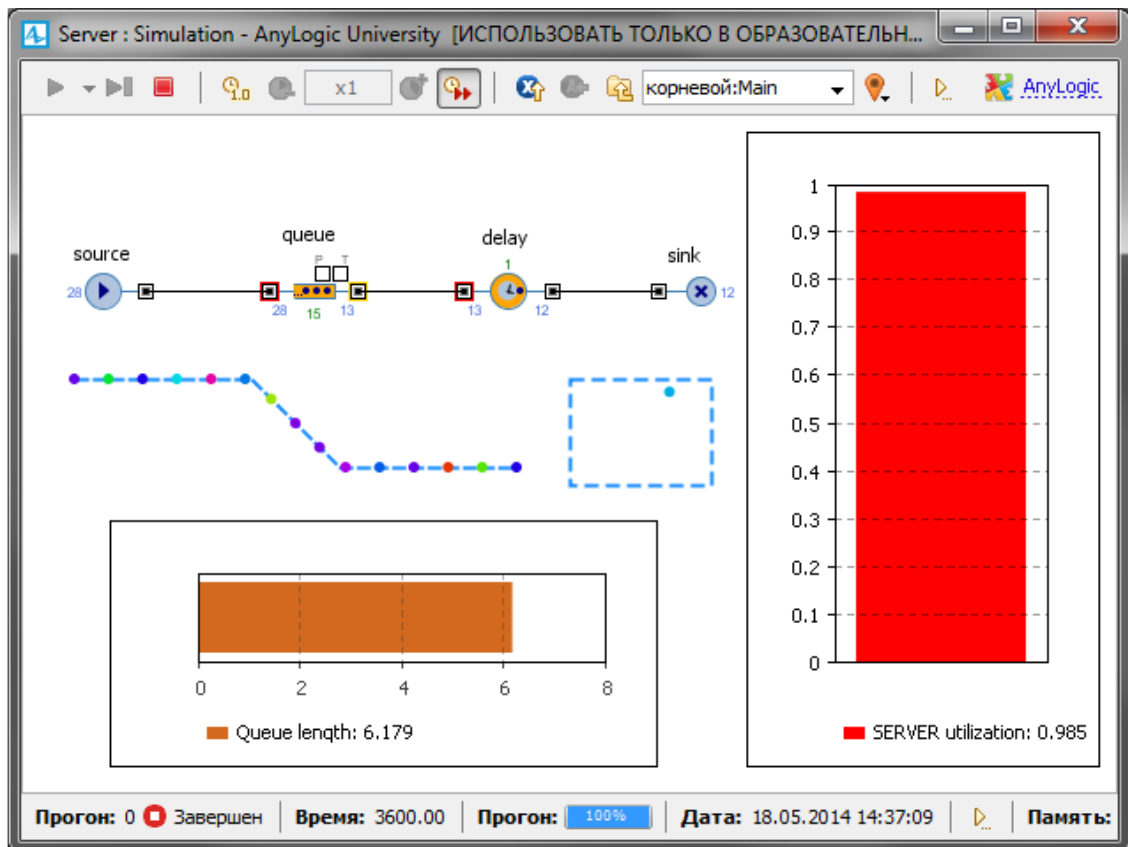 Server : Simulation - AnyLogic University [ИСПОЛЬЗОВАТЬ ТОЛЬКО В ОБРАЗОВАТЕЛЬН...
1.0 x1 корневой:Main AnyLogic
source queue delay sink
P T 1
28 28 15 13 13 12 12
1
0.9
0.8
0.7
0.6
0.5
0.4
0.3
0.2
0.1
0
SERVER utilization: 0.985
0 2 4 6 8
Queue length: 6.179
Прогон: 0 Завершен Время: 3600.00 Прогон: 100% Дата: 18.05.2014 14:37:09 Память: